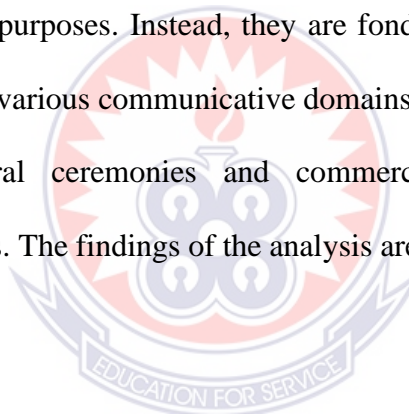 purposes. Instead, they are fond
various communicative domains
ral ceremonies and commerc
. The findings of the analysis are
EDUCATION FOR SERVICE